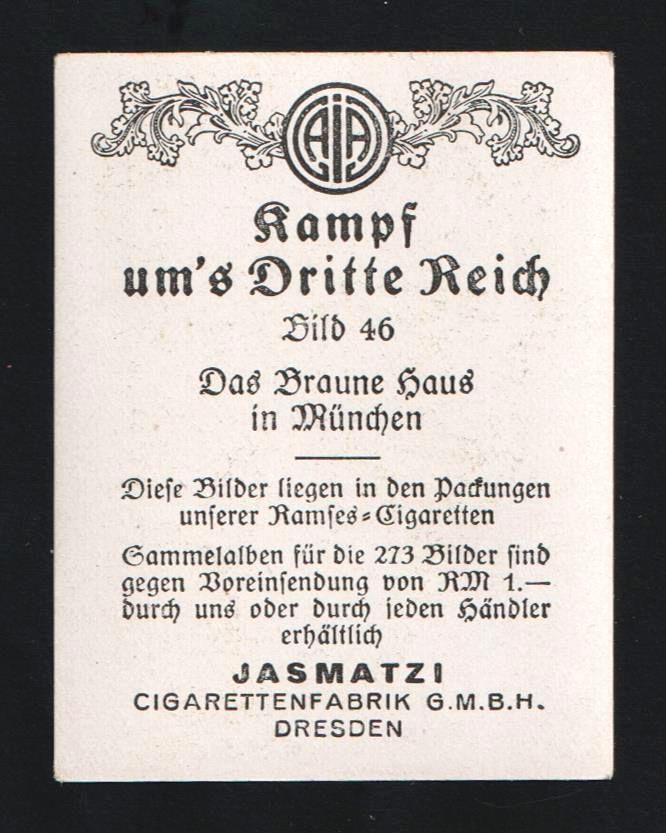 AIA
Kampf
um's Dritte Reich
Bild 46
Das Braune Haus
in München
Diese Bilder liegen in den Packungen
unserer Ramses-Cigaretten
Sammelalben für die 273 Bilder sind
gegen Voreinsendung von RM 1.—
durch uns oder durch jeden Händler
erhältlich
JASMATZI
CIGARETTENFABRIK G.M.B.H.
DRESDEN